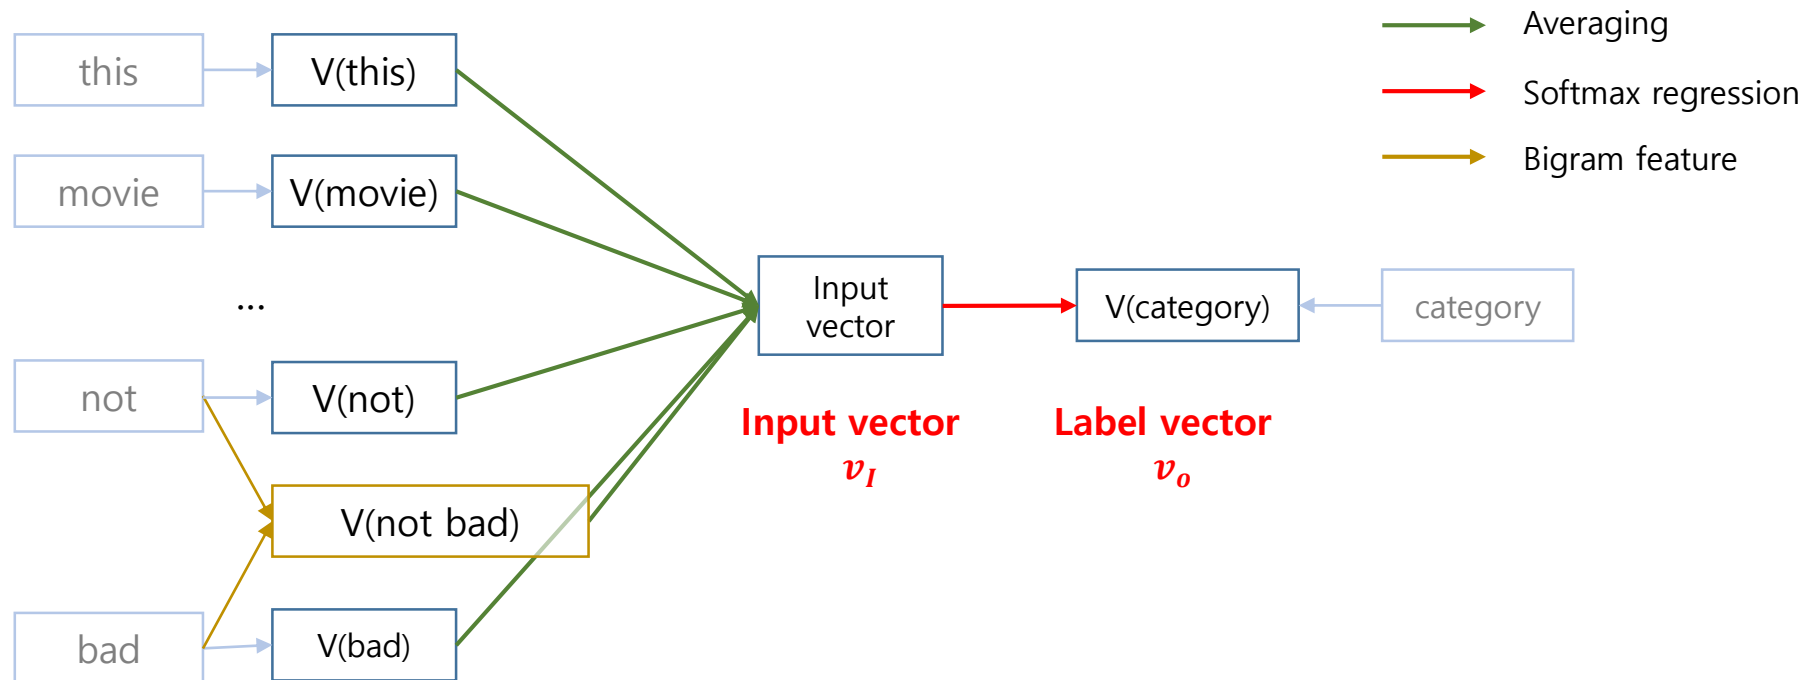 this
V(this)
movie
V(movie)
...
not
V(not)
V(not bad)
bad
V(bad)
Input
vector
V(category)
category
Input vector
v_I
Label vector
v_o
Averaging
Softmax regression
Bigram feature